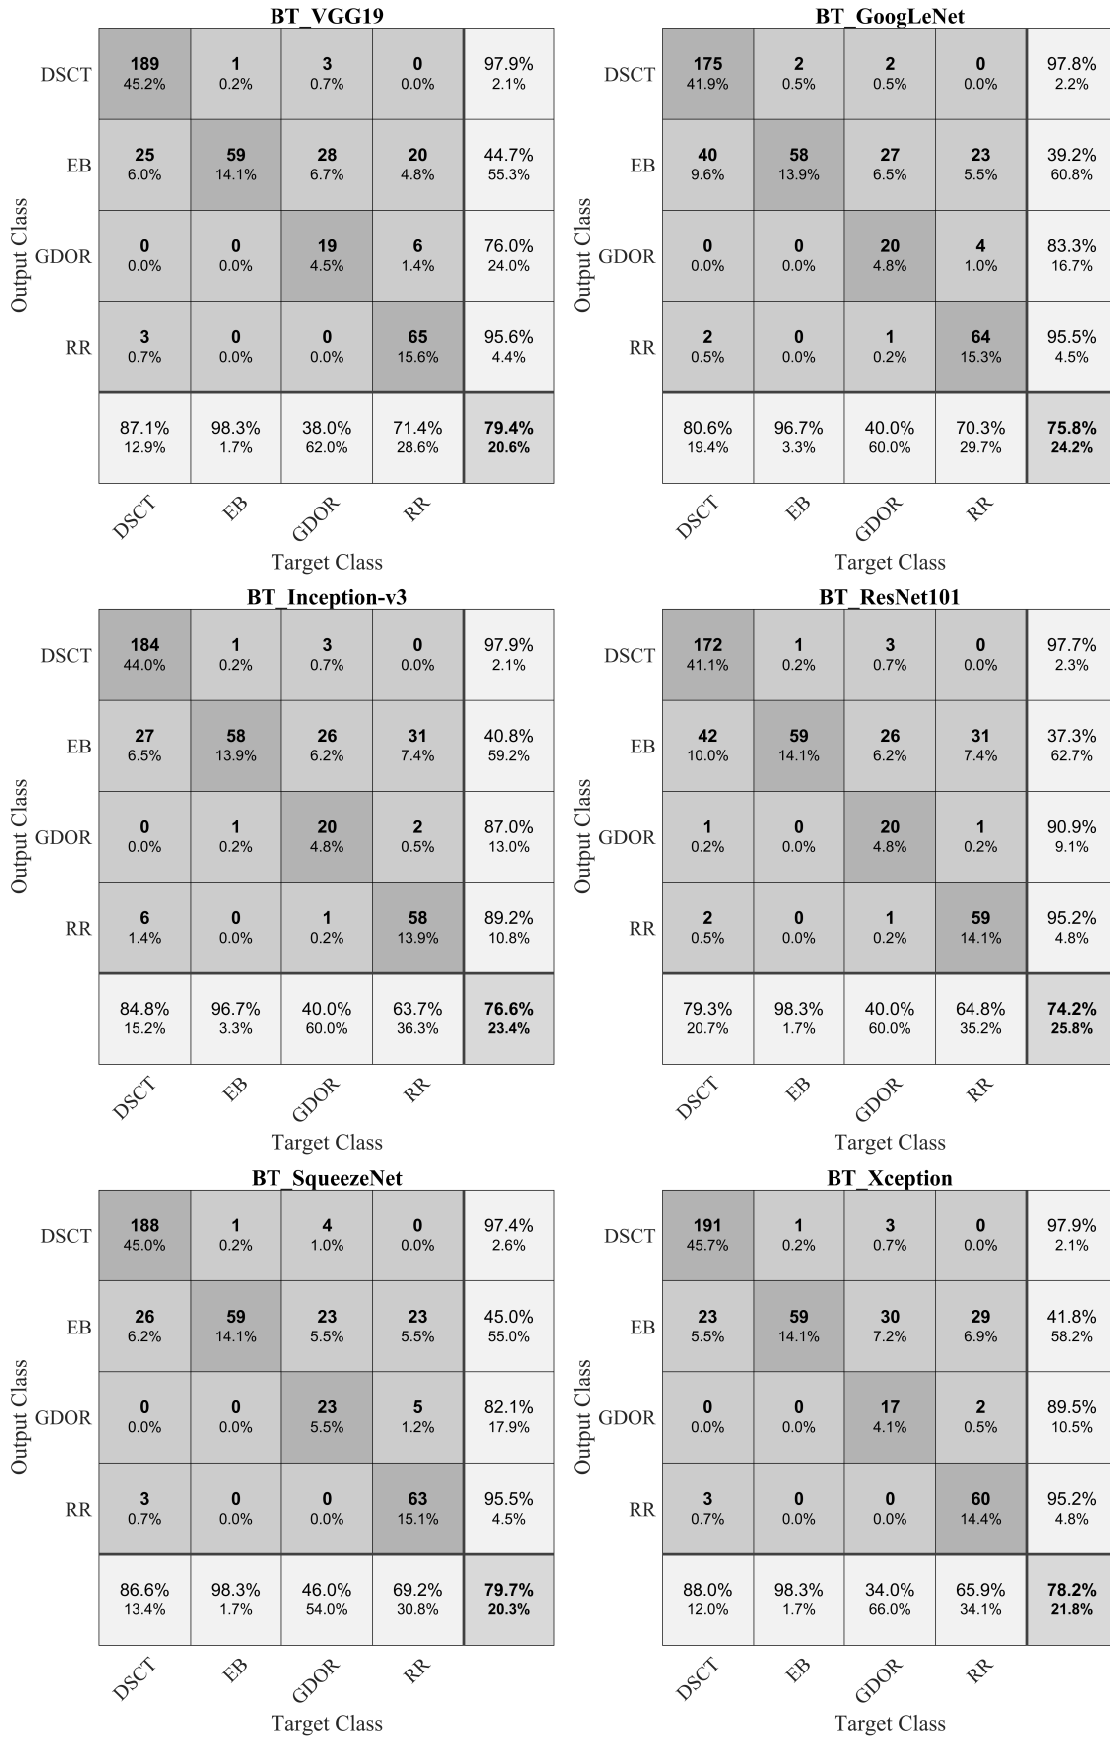 BT_VGG19
DSCT 189 1 3 0 97.9%
45.2% 0.2% 0.7% 0.0% 2.1%
EB 25 59 28 20 44.7%
6.0% 14.1% 6.7% 4.8% 55.3%
GDOR 0 0 19 6 76.0%
0.0% 0.0% 4.5% 1.4% 24.0%
RR 3 0 0 65 95.6%
0.7% 0.0% 0.0% 15.6% 4.4%
87.1% 98.3% 38.0% 71.4% 79.4%
12.9% 1.7% 62.0% 28.6% 20.6%
DSCT EB GDOR RR
Target Class
Output Class
BT_GoogLeNet
DSCT 175 2 2 0 97.8%
41.9% 0.5% 0.5% 0.0% 2.2%
EB 40 58 27 23 39.2%
9.6% 13.9% 6.5% 5.5% 60.8%
GDOR 0 0 20 4 83.3%
0.0% 0.0% 4.8% 1.0% 16.7%
RR 2 0 1 64 95.5%
0.5% 0.0% 0.2% 15.3% 4.5%
80.6% 96.7% 40.0% 70.3% 75.8%
19.4% 3.3% 60.0% 29.7% 24.2%
DSCT EB GDOR RR
Target Class
Output Class
BT_Inception-v3
DSCT 184 1 3 0 97.9%
44.0% 0.2% 0.7% 0.0% 2.1%
EB 27 58 26 31 40.8%
6.5% 13.9% 6.2% 7.4% 59.2%
GDOR 0 1 20 2 87.0%
0.0% 0.2% 4.8% 0.5% 13.0%
RR 6 0 1 58 89.2%
1.4% 0.0% 0.2% 13.9% 10.8%
84.8% 96.7% 40.0% 63.7% 76.6%
15.2% 3.3% 60.0% 36.3% 23.4%
DSCT EB GDOR RR
Target Class
Output Class
BT_ResNet101
DSCT 172 1 3 0 97.7%
41.1% 0.2% 0.7% 0.0% 2.3%
EB 42 59 26 31 37.3%
10.0% 14.1% 6.2% 7.4% 62.7%
GDOR 1 0 20 1 90.9%
0.2% 0.0% 4.8% 0.2% 9.1%
RR 2 0 1 59 95.2%
0.5% 0.0% 0.2% 14.1% 4.8%
79.3% 98.3% 40.0% 64.8% 74.2%
20.7% 1.7% 60.0% 35.2% 25.8%
DSCT EB GDOR RR
Target Class
Output Class
BT_SqueezeNet
DSCT 188 1 4 0 97.4%
45.0% 0.2% 1.0% 0.0% 2.6%
EB 26 59 23 23 45.0%
6.2% 14.1% 5.5% 5.5% 55.0%
GDOR 0 0 23 5 82.1%
0.0% 0.0% 5.5% 1.2% 17.9%
RR 3 0 0 63 95.5%
0.7% 0.0% 0.0% 15.1% 4.5%
86.6% 98.3% 46.0% 69.2% 79.7%
13.4% 1.7% 54.0% 30.8% 20.3%
DSCT EB GDOR RR
Target Class
Output Class
BT_Xception
DSCT 191 1 3 0 97.9%
45.7% 0.2% 0.7% 0.0% 2.1%
EB 23 59 30 29 41.8%
5.5% 14.1% 7.2% 6.9% 58.2%
GDOR 0 0 17 2 89.5%
0.0% 0.0% 4.1% 0.5% 10.5%
RR 3 0 0 60 95.2%
0.7% 0.0% 0.0% 14.4% 4.8%
88.0% 98.3% 34.0% 65.9% 78.2%
12.0% 1.7% 66.0% 34.1% 21.8%
DSCT EB GDOR RR
Target Class
Output Class